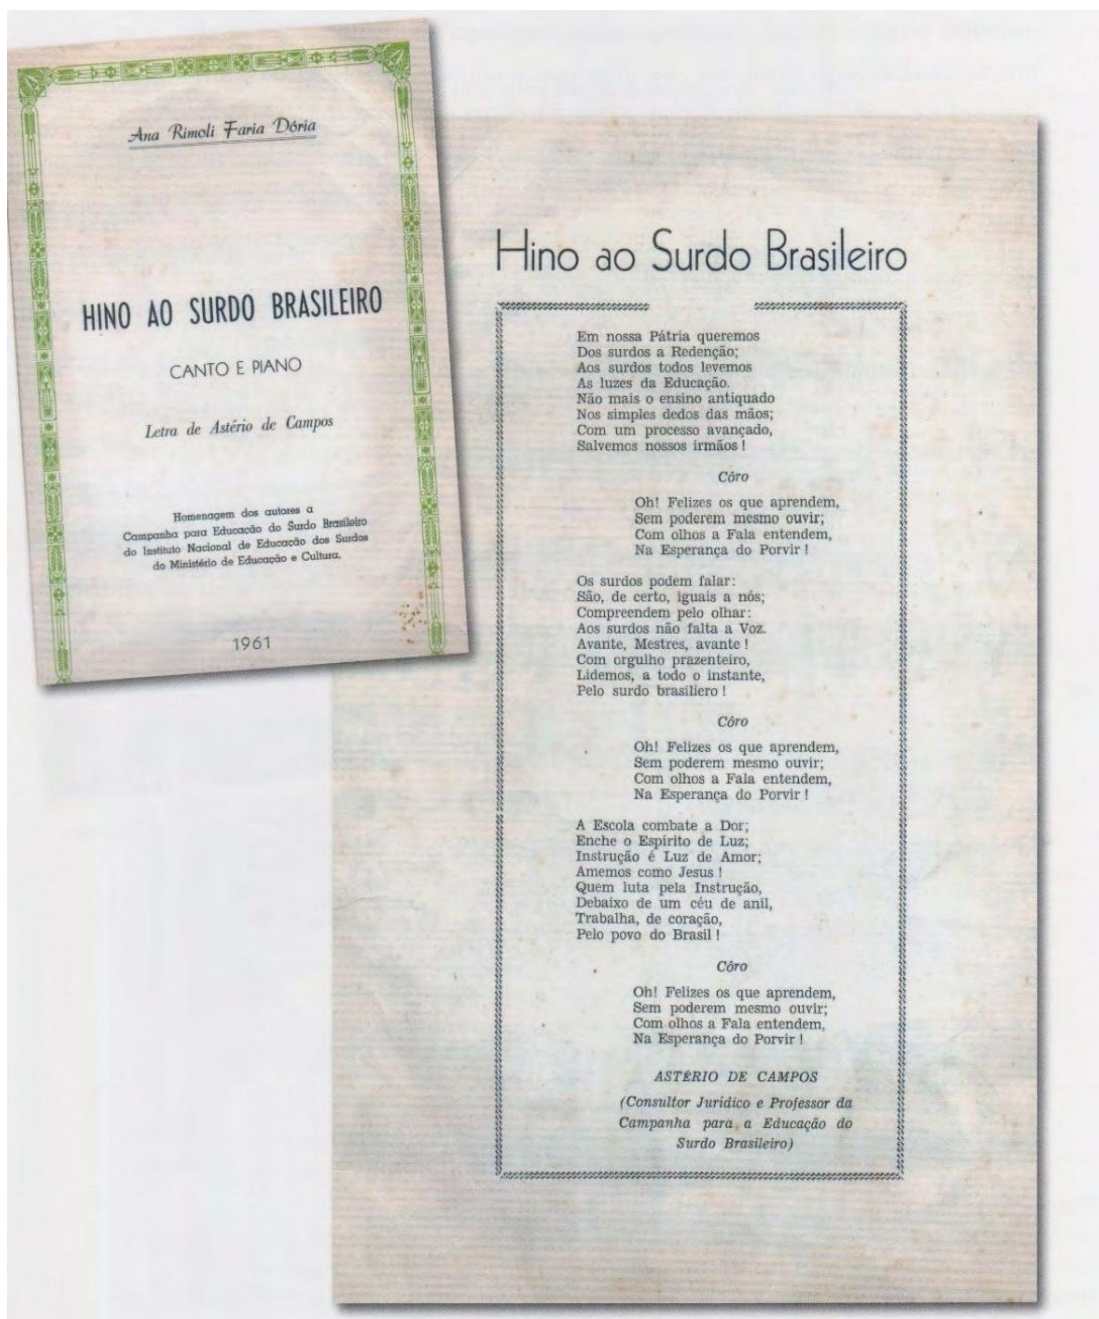 Ana Rimoli Faria Dória
HINO AO SURDO BRASILEIRO
CANTO E PIANO
Letra de Astério de Campos
Homenagem dos autores a
Campanha para Educação do Surdo Brasileiro
do Instituto Nacional de Educação dos Surdos
do Ministério de Educação e Cultura.
1961
Hino ao Surdo Brasileiro
Em nossa Pátria queremos
Dos surdos a Redenção;
Aos surdos todos levemos
As luzes da Educação.
Não mais o ensino antiquado
Nos simples dedos das mãos;
Com um processo avançado,
Salvemos nossos irmãos !
Côro
Oh! Felizes os que aprendem,
Sem poderem mesmo ouvir;
Com olhos a Fala entendem,
Na Esperança do Porvir !
Os surdos podem falar:
São, de certo, iguais a nós;
Compreendem pelo olhar:
Aos surdos não falta a Voz.
Avante, Mestres, avante !
Com orgulho prazenteiro,
Lidemos, a todo o instante,
Pelo surdo brasiliero !
Côro
Oh! Felizes os que aprendem,
Sem poderem mesmo ouvir;
Com olhos a Fala entendem,
Na Esperança do Porvir !
A Escola combate a Dor;
Enche o Espírito de Luz;
Instrução é Luz de Amor;
Amemos como Jesus !
Quem luta pela Instrução,
Debaixo de um céu de anil,
Trabalha, de coração,
Pelo povo do Brasil !
Côro
Oh! Felizes os que aprendem,
Sem poderem mesmo ouvir;
Com olhos a Fala entendem,
Na Esperança do Porvir !
ASTÉRIO DE CAMPOS
(Consultor Jurídico e Professor da
Campanha para a Educação do
Surdo Brasileiro)